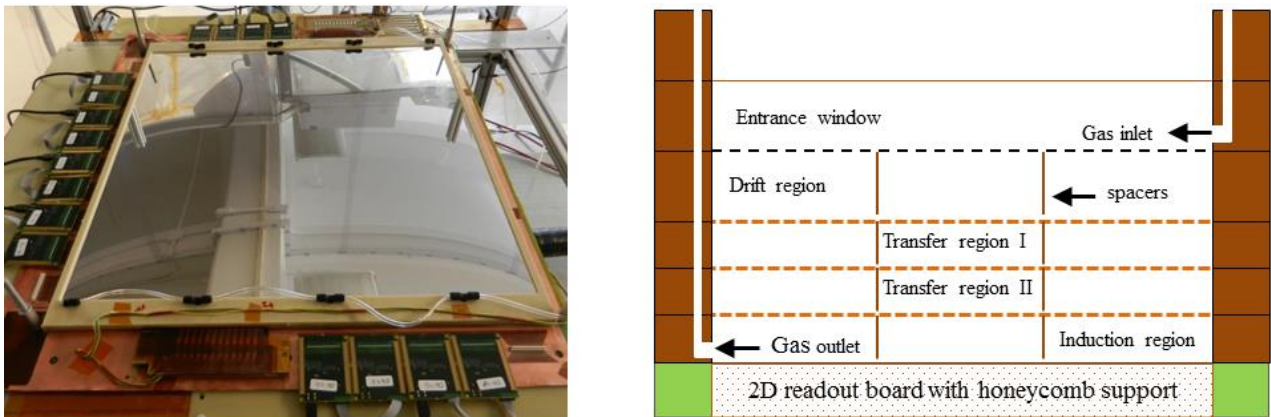 Entrance window
Gas inlet
Drift region
spacers
Transfer region I
Transfer region II
Gas outlet
Induction region
2D readout board with honeycomb support